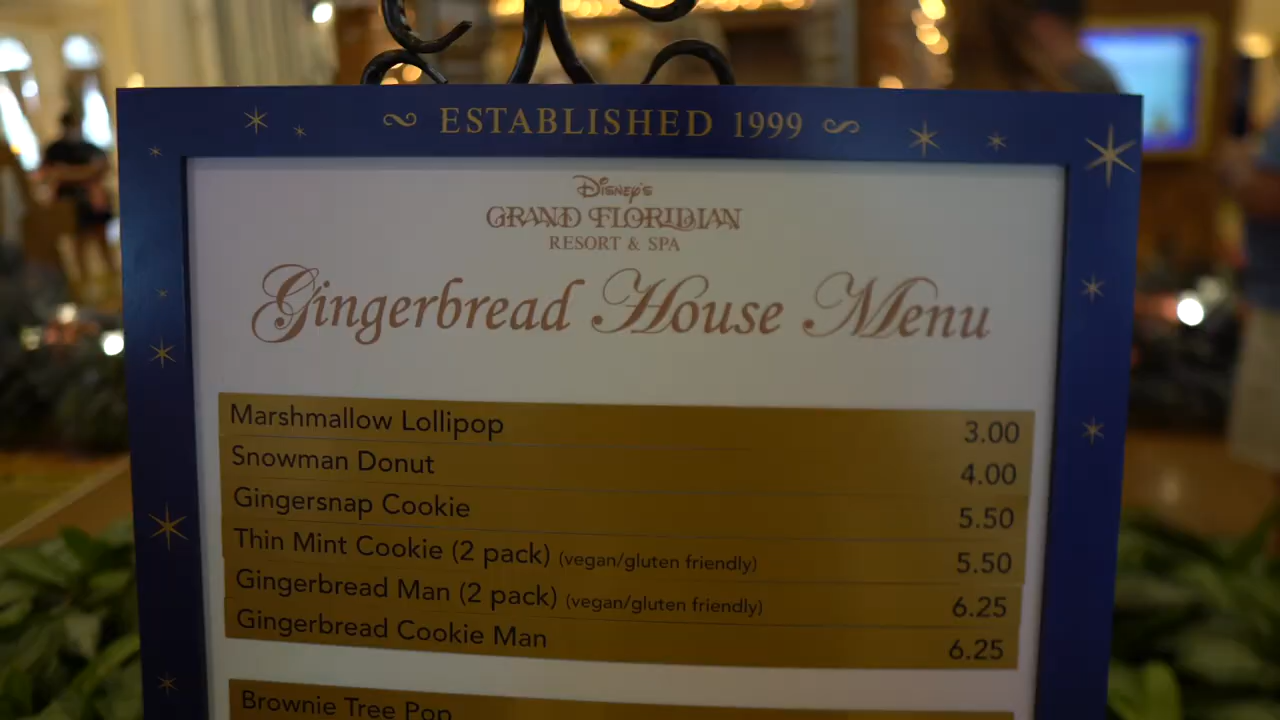 ESTABLISHED 1999
Disney's
GRAND FLORIDIAN
RESORT & SPA
Gingerbread House Menu
Marshmallow Lollipop 3.00
Snowman Donut 4.00
Gingersnap Cookie 5.50
Thin Mint Cookie (2 pack) (vegan/gluten friendly) 5.50
Gingerbread Man (2 pack) (vegan/gluten friendly) 6.25
Gingerbread Cookie Man 6.25
Brownie Tree Pop